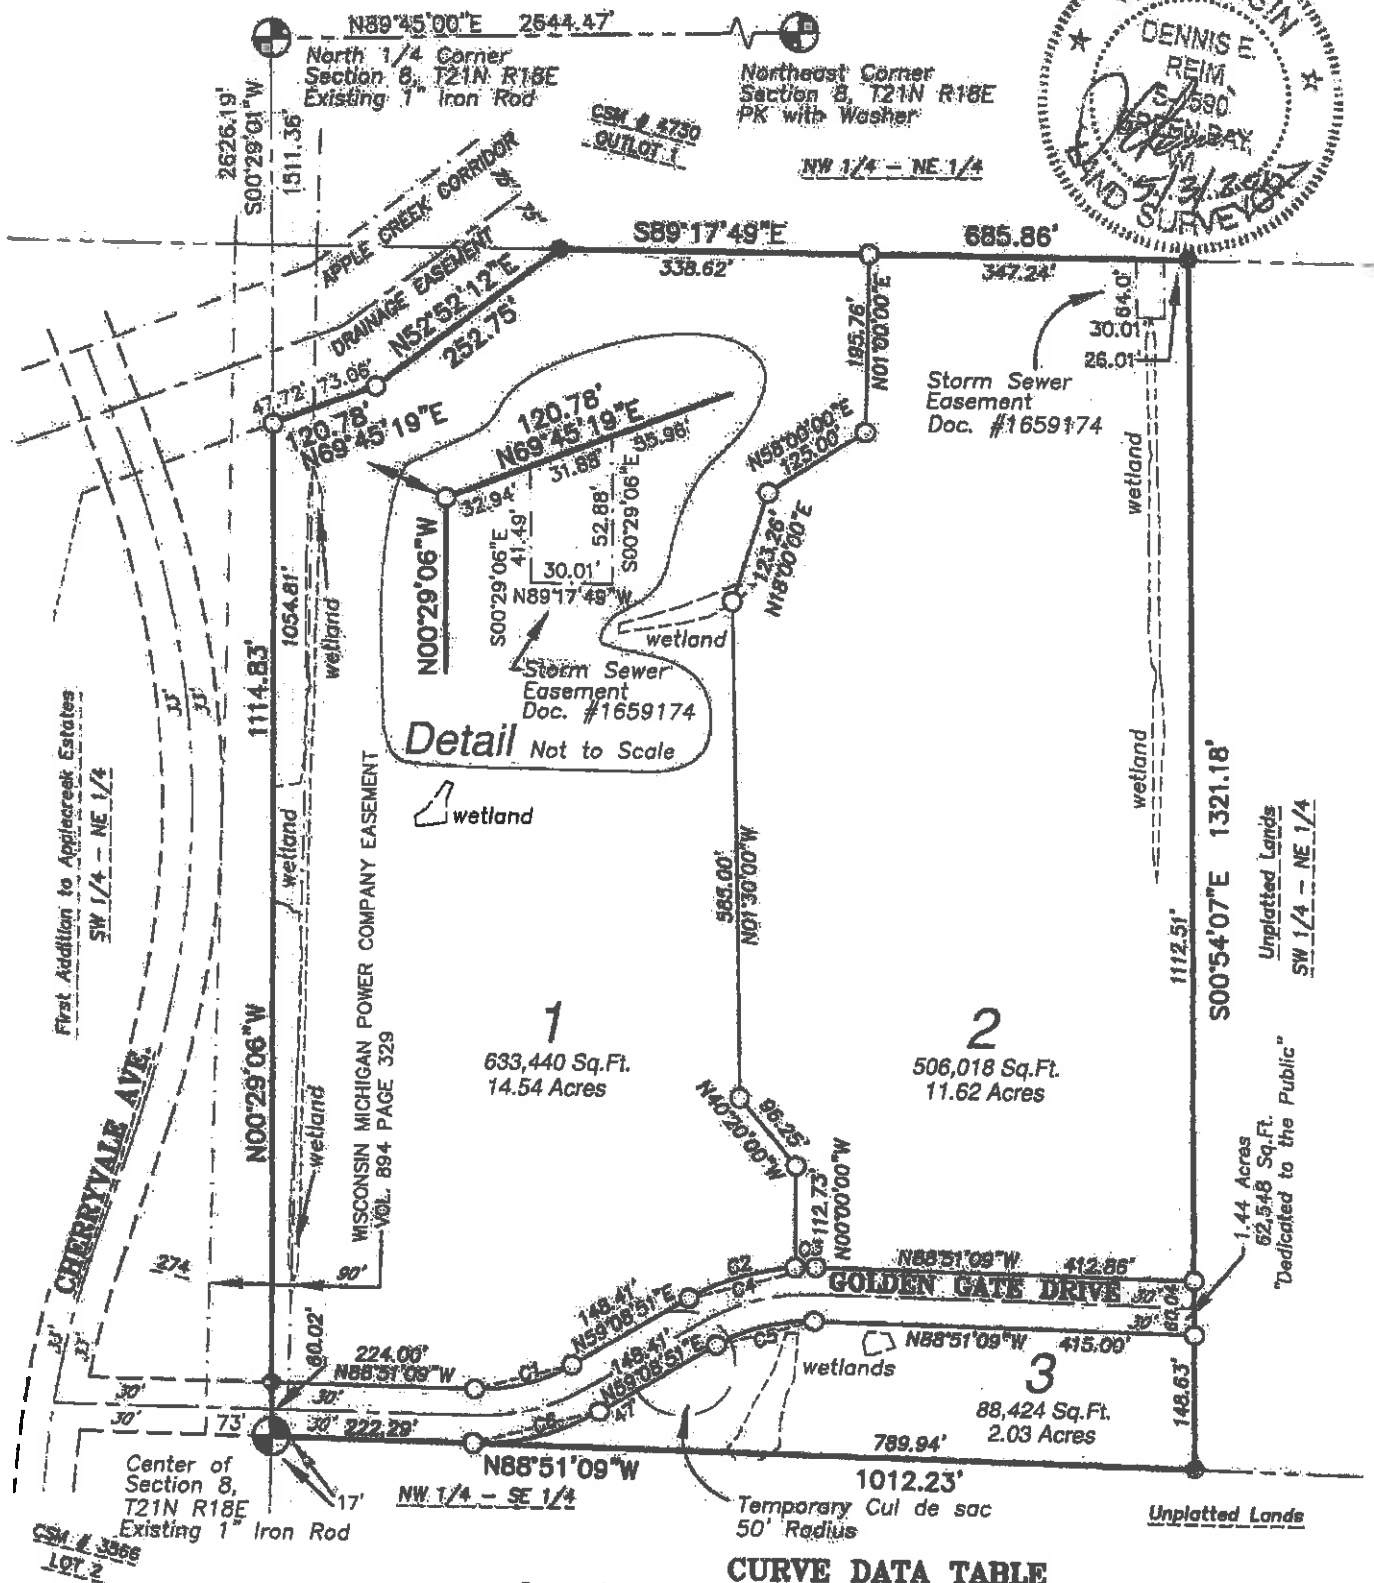 N89°45'00"E 2644.47'
North 1/4 Corner
Section 8, T21N R18E
Existing 1" Iron Rod
Northeast Corner
Section 8, T21N R18E
PK with Washer
DENNIS E
REIM
LAND SURVEYOR
2626.19'
S00°29'01"W
1511.36'
CSM # 4730
OUTLOT 1
NW 1/4 - NE 1/4
APPLE CREEK CORRIDOR
DRAINAGE EASEMENT
N52°52'12"E
252.75'
S89°17'49"E 685.86'
338.62'
347.24'
64.0'
30.01'
26.01'
Storm Sewer
Easement
Doc. #1659174
195.76'
N01°00'00"E
N58°00'00"E
125.00'
123.26'
N18°00'00"E
47.72' 73.06'
120.78'
N69°45'19"E
120.78'
N69°45'19"E
32.94'
31.88'
55.96'
N00°29'06"W
S00°29'06"E
41.49'
52.88'
S00°29'06"E
30.01'
N89°17'49"W
Storm Sewer
Easement
Doc. #1659174
Detail Not to Scale
wetland
wetland
wetland
wetland
wetland
wetland
wetland
1054.81'
1114.83'
N00°29'06"W
33'
33'
First Addition to Applecreek Estates
SW 1/4 - NE 1/4
WISCONSIN MICHIGAN POWER COMPANY EASEMENT
VOL. 894 PAGE 329
585.00'
N01°30'00"W
1112.51'
S00°54'07"E 1321.18'
Unplatted Lands
SW 1/4 - NE 1/4
1
633,440 Sq.Ft.
14.54 Acres
2
506,018 Sq.Ft.
11.62 Acres
96.25'
N40°20'00"W
112.73'
N00°00'00"W
1.44 Acres
62,548 Sq.Ft.
"Dedicated to the Public"
CHERRYVALE AVE.
274
90'
60.02'
C2
C3
C4
N88°51'09"W 412.86'
GOLDEN GATE DRIVE
30'
30'
60.04'
148.41'
N59°08'51"E
148.41'
N59°08'51"E
C5
N88°51'09"W 415.00'
wetlands
224.00'
N88°51'09"W
C1
C6
47'
33'
33'
30'
30'
30'
30'
73'
222.29'
3
88,424 Sq.Ft.
2.03 Acres
148.63'
789.94'
N88°51'09"W 1012.23'
Center of
Section 8,
T21N R18E
Existing 1" Iron Rod
17'
NW 1/4 - SE 1/4
Temporary Cul de sac
50' Radius
Unplatted Lands
CSM # 3566
LOT 2
CURVE DATA TABLE